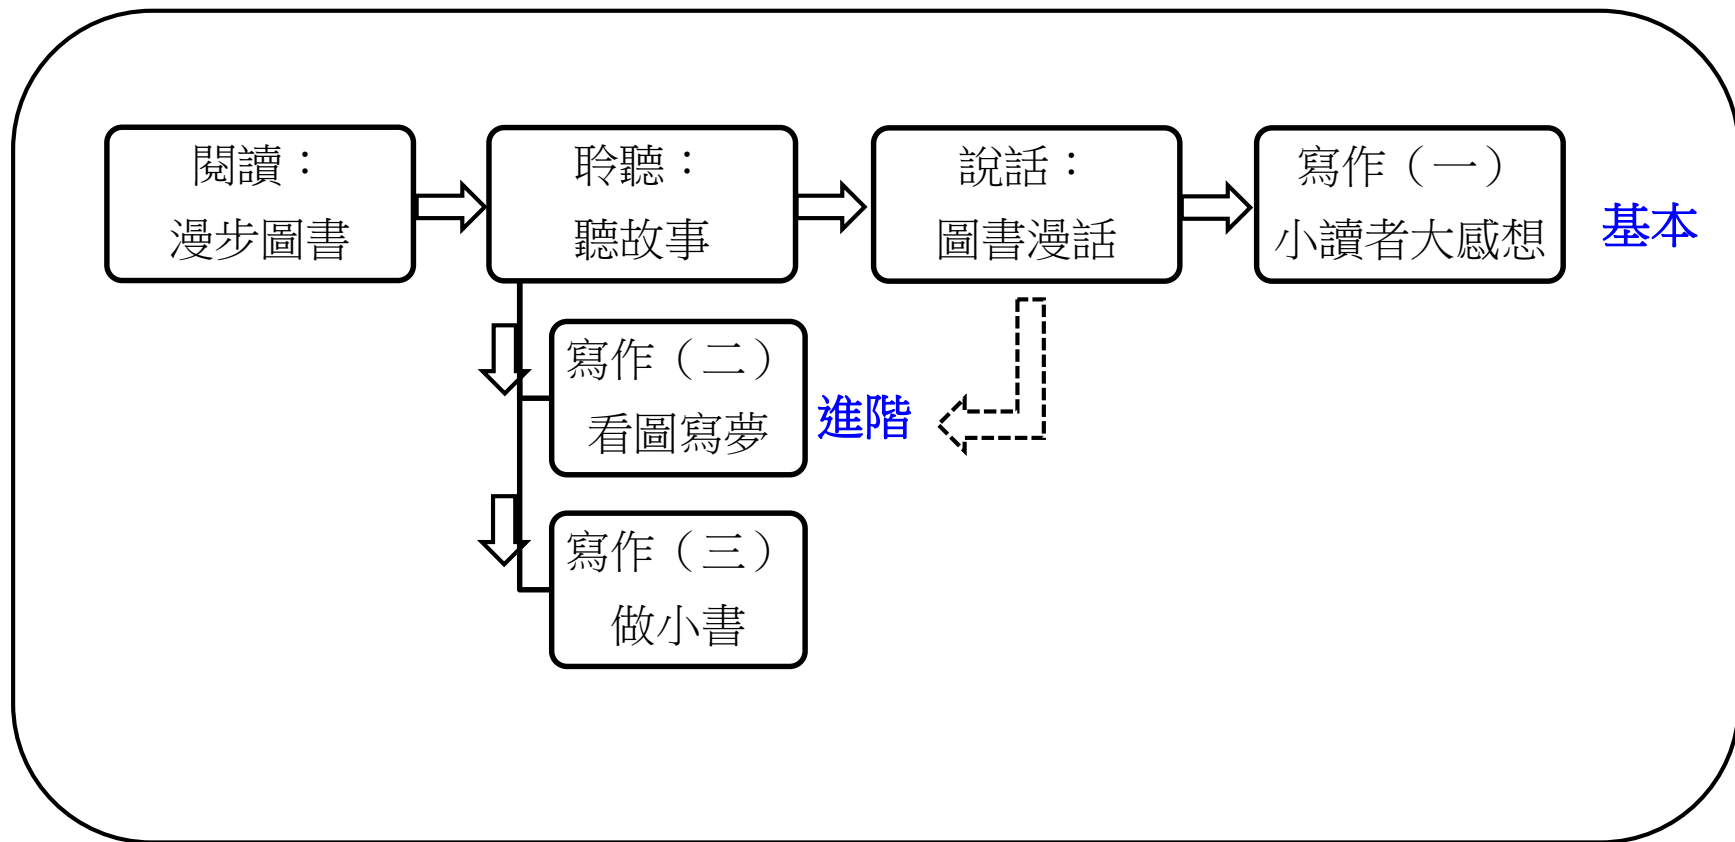 閱讀：
漫步圖書
聆聽：
聽故事
說話：
圖書漫話
寫作（一）
小讀者大感想
基本
寫作（二）
看圖寫夢
進階
寫作（三）
做小書